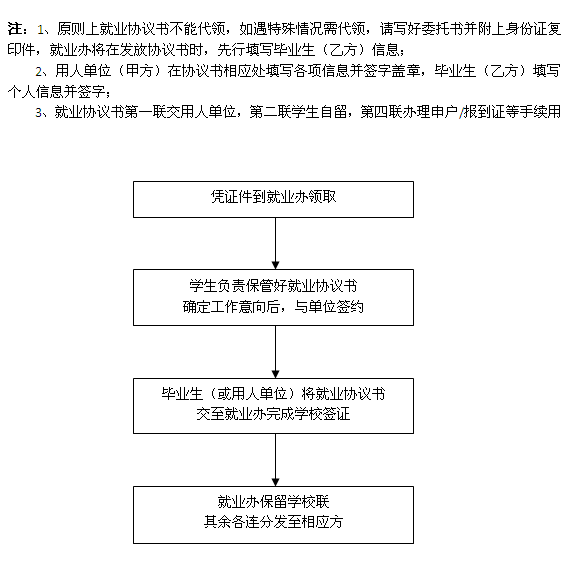 注：1、原则上就业协议书不能代领，如遇特殊情况需代领，请写好委托书并附上身份证复
印件，就业办将在发放协议书时，先行填写毕业生（乙方）信息；
2、用人单位（甲方）在协议书相应处填写各项信息并签字盖章，毕业生（乙方）填写
个人信息并签字；
3、就业协议书第一联交用人单位，第二联学生自留，第四联办理申户/报到证等手续用
凭证件到就业办领取
学生负责保管好就业协议书
确定工作意向后，与单位签约
毕业生（或用人单位）将就业协议书
交至就业办完成学校签证
就业办保留学校联
其余各连分发至相应方